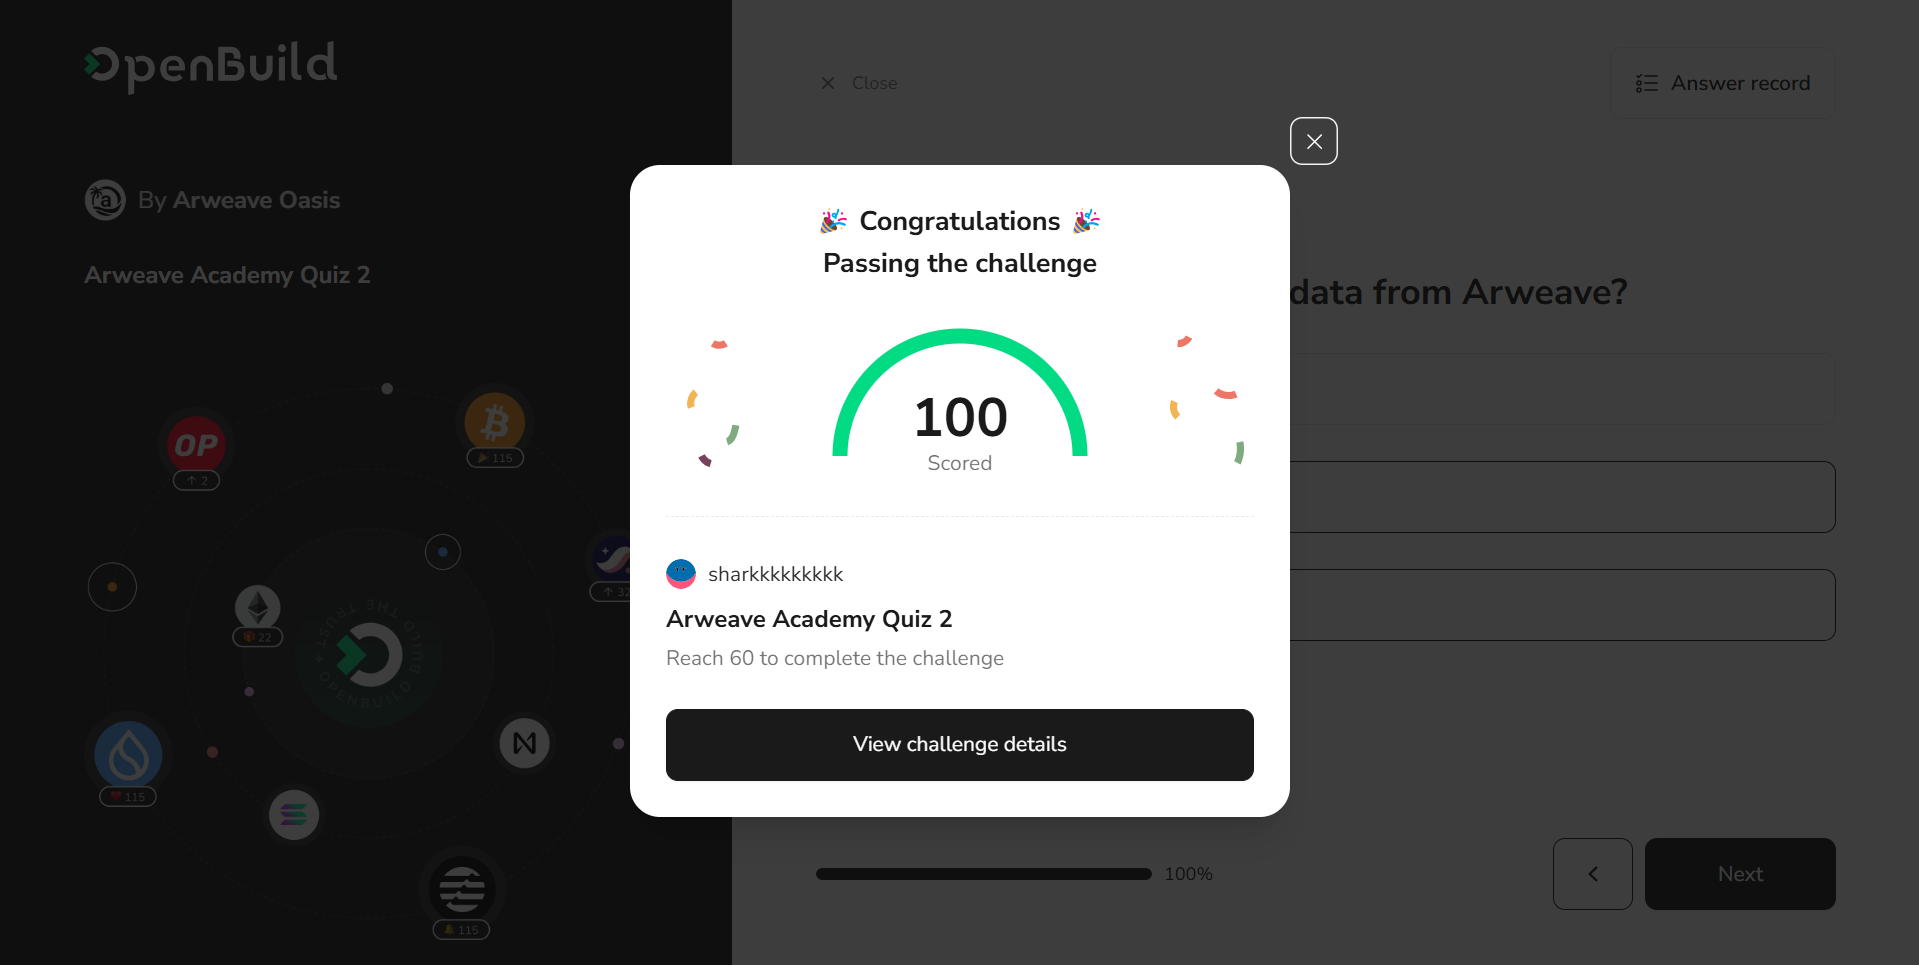 OpenBuild
By Arweave Oasis
Arweave Academy Quiz 2
OP
↑ 2
115
22
↑ 32
BUILD THE TRUST
OPENBUILD
115
115
Close
Answer record
data from Arweave?
🎉 Congratulations 🎉
Passing the challenge
100
Scored
sharkkkkkkkkk
Arweave Academy Quiz 2
Reach 60 to complete the challenge
View challenge details
100%
Next